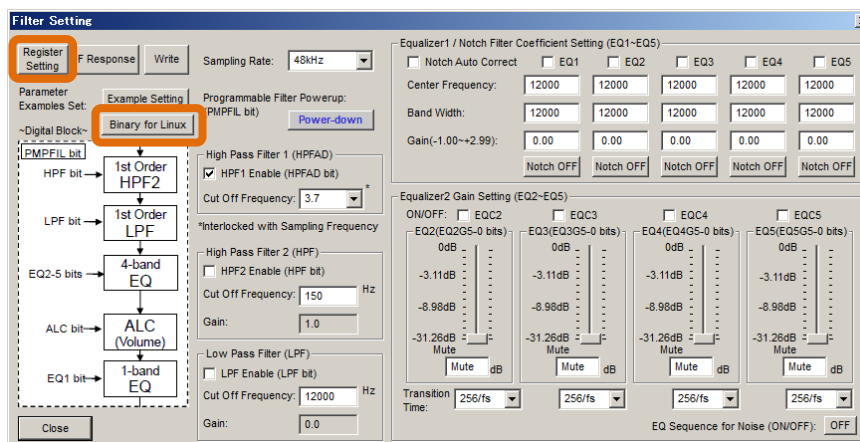 Filter Setting
Register Setting
F Response
Write
Sampling Rate:
48kHz
Parameter Examples Set:
Example Setting
Binary for Linux
Programmable Filter Powerup:
(PMPFIL bit)
Power-down
~Digital Block~
PMPFIL bit
HPF bit
1st Order
HPF2
LPF bit
1st Order
LPF
EQ2-5 bits
4-band
EQ
ALC bit
ALC
(Volume)
EQ1 bit
1-band
EQ
Close
High Pass Filter 1 (HPFAD)
HPF1 Enable (HPFAD bit)
Cut Off Frequency:
3.7
*
*Interlocked with Sampling Frequency
High Pass Filter 2 (HPF)
HPF2 Enable (HPF bit)
Cut Off Frequency:
150
Hz
Gain:
1.0
Low Pass Filter (LPF)
LPF Enable (LPF bit)
Cut Off Frequency:
12000
Hz
Gain:
0.0
Equalizer1 / Notch Filter Coefficient Setting (EQ1~EQ5)
Notch Auto Correct
EQ1
EQ2
EQ3
EQ4
EQ5
Center Frequency:
12000
12000
12000
12000
12000
Band Width:
12000
12000
12000
12000
12000
Gain(-1.00~+2.99):
0.00
0.00
0.00
0.00
0.00
Notch OFF
Notch OFF
Notch OFF
Notch OFF
Notch OFF
Equalizer2 Gain Setting (EQ2~EQ5)
ON/OFF:
EQC2
EQC3
EQC4
EQC5
EQ2(EQ2G5-0 bits)
EQ3(EQ3G5-0 bits)
EQ4(EQ4G5-0 bits)
EQ5(EQ5G5-0 bits)
0dB
0dB
0dB
0dB
-3.11dB
-3.11dB
-3.11dB
-3.11dB
-8.98dB
-8.98dB
-8.98dB
-8.98dB
-31.26dB
-31.26dB
-31.26dB
-31.26dB
Mute
Mute
Mute
Mute
Mute
dB
Mute
dB
Mute
dB
Mute
dB
Transition Time:
256/fs
256/fs
256/fs
256/fs
EQ Sequence for Noise (ON/OFF):
OFF